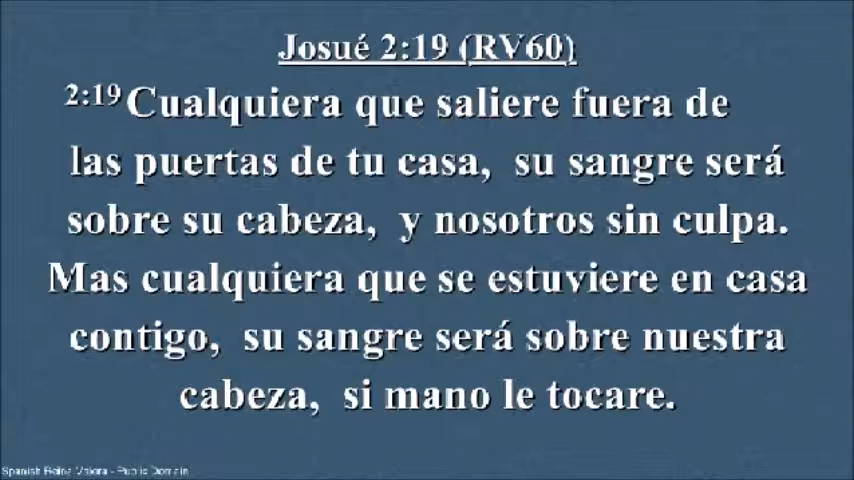 Josué 2:19 (RV60)
2:19 Cualquiera que saliere fuera de
las puertas de tu casa, su sangre será
sobre su cabeza, y nosotros sin culpa.
Mas cualquiera que se estuviere en casa
contigo, su sangre será sobre nuestra
cabeza, si mano le tocare.
Spanish Reina Valera - Public Domain